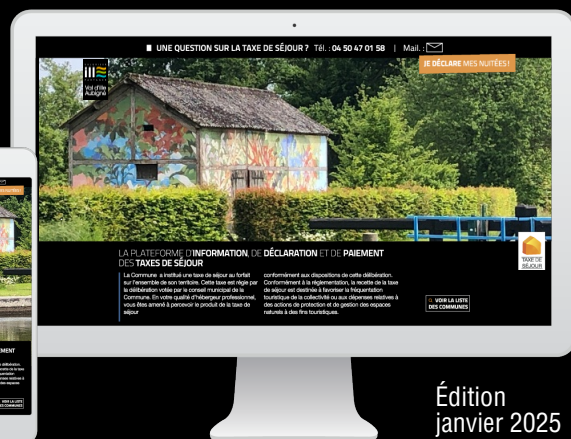 UNE QUESTION SUR LA TAXE DE SÉJOUR ? Tél. : 04 50 47 01 58 | Mail. :
JE DÉCLARE MES NUITÉES !
Val d'Ille
Aubigné
LA PLATEFORME D'INFORMATION, DE DÉCLARATION ET DE PAIEMENT
DES TAXES DE SÉJOUR
La Commune a institué une taxe de séjour au forfait
sur l'ensemble de son territoire. Cette taxe est régie par
la délibération votée par le conseil municipal de la
Commune. En votre qualité d'hébergeur professionnel,
vous êtes amené à percevoir le produit de la taxe de
séjour
conformément aux dispositions de cette délibération.
Conformément à la réglementation, la recette de la taxe
de séjour est destinée à favoriser la fréquentation
touristique de la collectivité ou aux dépenses relatives à
des actions de protection et de gestion des espaces
naturels à des fins touristiques.
TAXE DE
SÉJOUR
VOIR LA LISTE
DES COMMUNES
Édition
janvier 2025